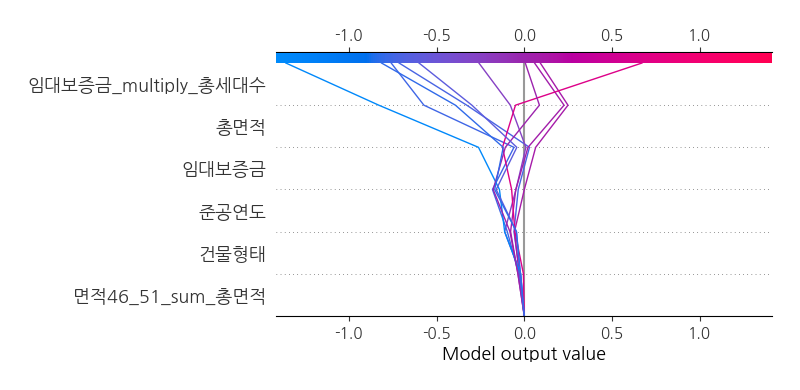 -1.0 -0.5 0.0 0.5 1.0
임대보증금_multiply_총세대수
총면적
임대보증금
준공연도
건물형태
면적46_51_sum_총면적
-1.0 -0.5 0.0 0.5 1.0
Model output value